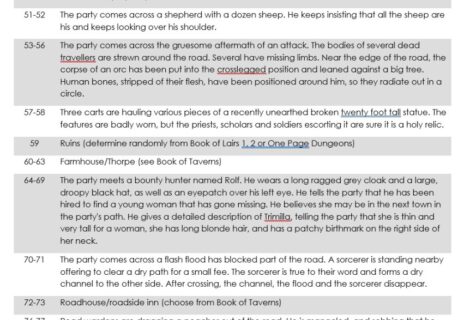 51-52 The party comes across a shepherd with a dozen sheep. He keeps insisting that all the sheep are
his and keeps looking over his shoulder.
53-56 The party comes across the gruesome aftermath of an attack. The bodies of several dead
travellers are strewn around the road. Several have missing limbs. Near the edge of the road, the
corpse of an orc has been put into the crosslegged position and leaned against a big tree.
Human bones, stripped of their flesh, have been positioned around him, so they radiate out in a
circle.
57-58 Three carts are hauling various pieces of a recently unearthed broken twenty foot tall statue. The
features are badly worn, but the priests, scholars and soldiers escorting it are sure it is a holy relic.
59 Ruins (determine randomly from Book of Lairs 1, 2 or One Page Dungeons)
60-63 Farmhouse/Thorpe (see Book of Taverns)
64-69 The party meets a bounty hunter named Rolf. He wears a long ragged grey cloak and a large,
droopy black hat, as well as an eyepatch over his left eye. He tells the party that he has been
hired to find a young woman that has gone missing. He believes she may be in the next town in
the party's path. He gives a detailed description of Trimilla, telling the party that she is thin and
very tall for a woman, she has long blonde hair, and has a patchy birthmark on the right side of
her neck.
70-71 The party comes across a flash flood has blocked part of the road. A sorcerer is standing nearby
offering to clear a dry path for a small fee. The sorcerer is true to their word and forms a dry
channel to the other side. After crossing, the channel, the flood and the sorcerer disappear.
72-73 Roadhouse/roadside inn (choose from Book of Taverns)